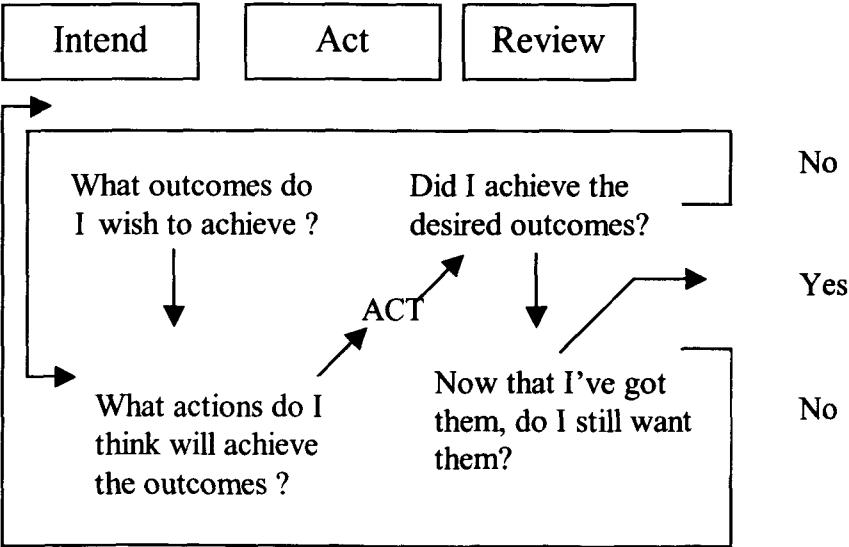 Intend
Act
Review
What outcomes do
I wish to achieve ?
Did I achieve the
desired outcomes?
No
ACT
Yes
What actions do I
think will achieve
the outcomes ?
Now that I've got
them, do I still want
them?
No